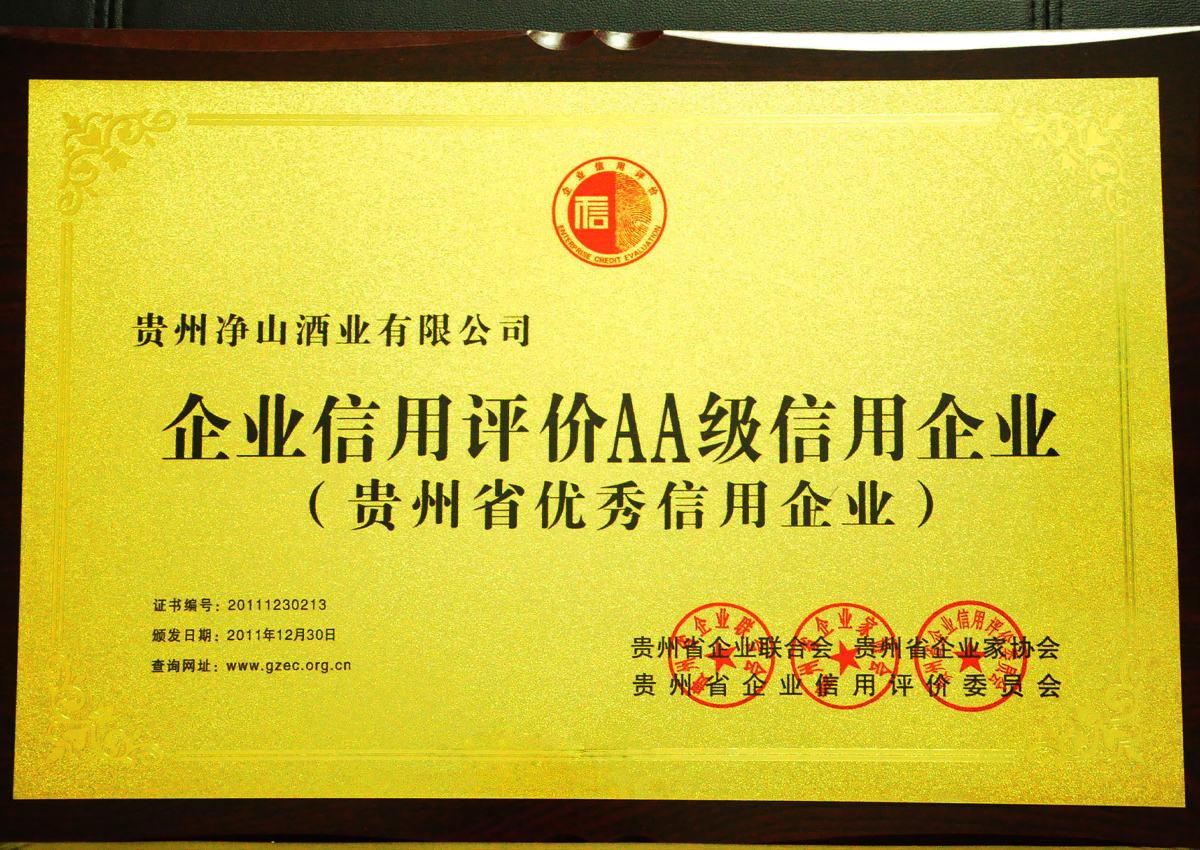 企业信用评价
信
ENTERPRISE CREDIT EVALUATION
贵州净山酒业有限公司
企业信用评价AA级信用企业
（贵州省优秀信用企业）
证书编号：20111230213
颁发日期：2011年12月30日
查询网址：www.gzec.org.cn
贵州省企业联合会 贵州省企业家协会
贵州省企业信用评价委员会